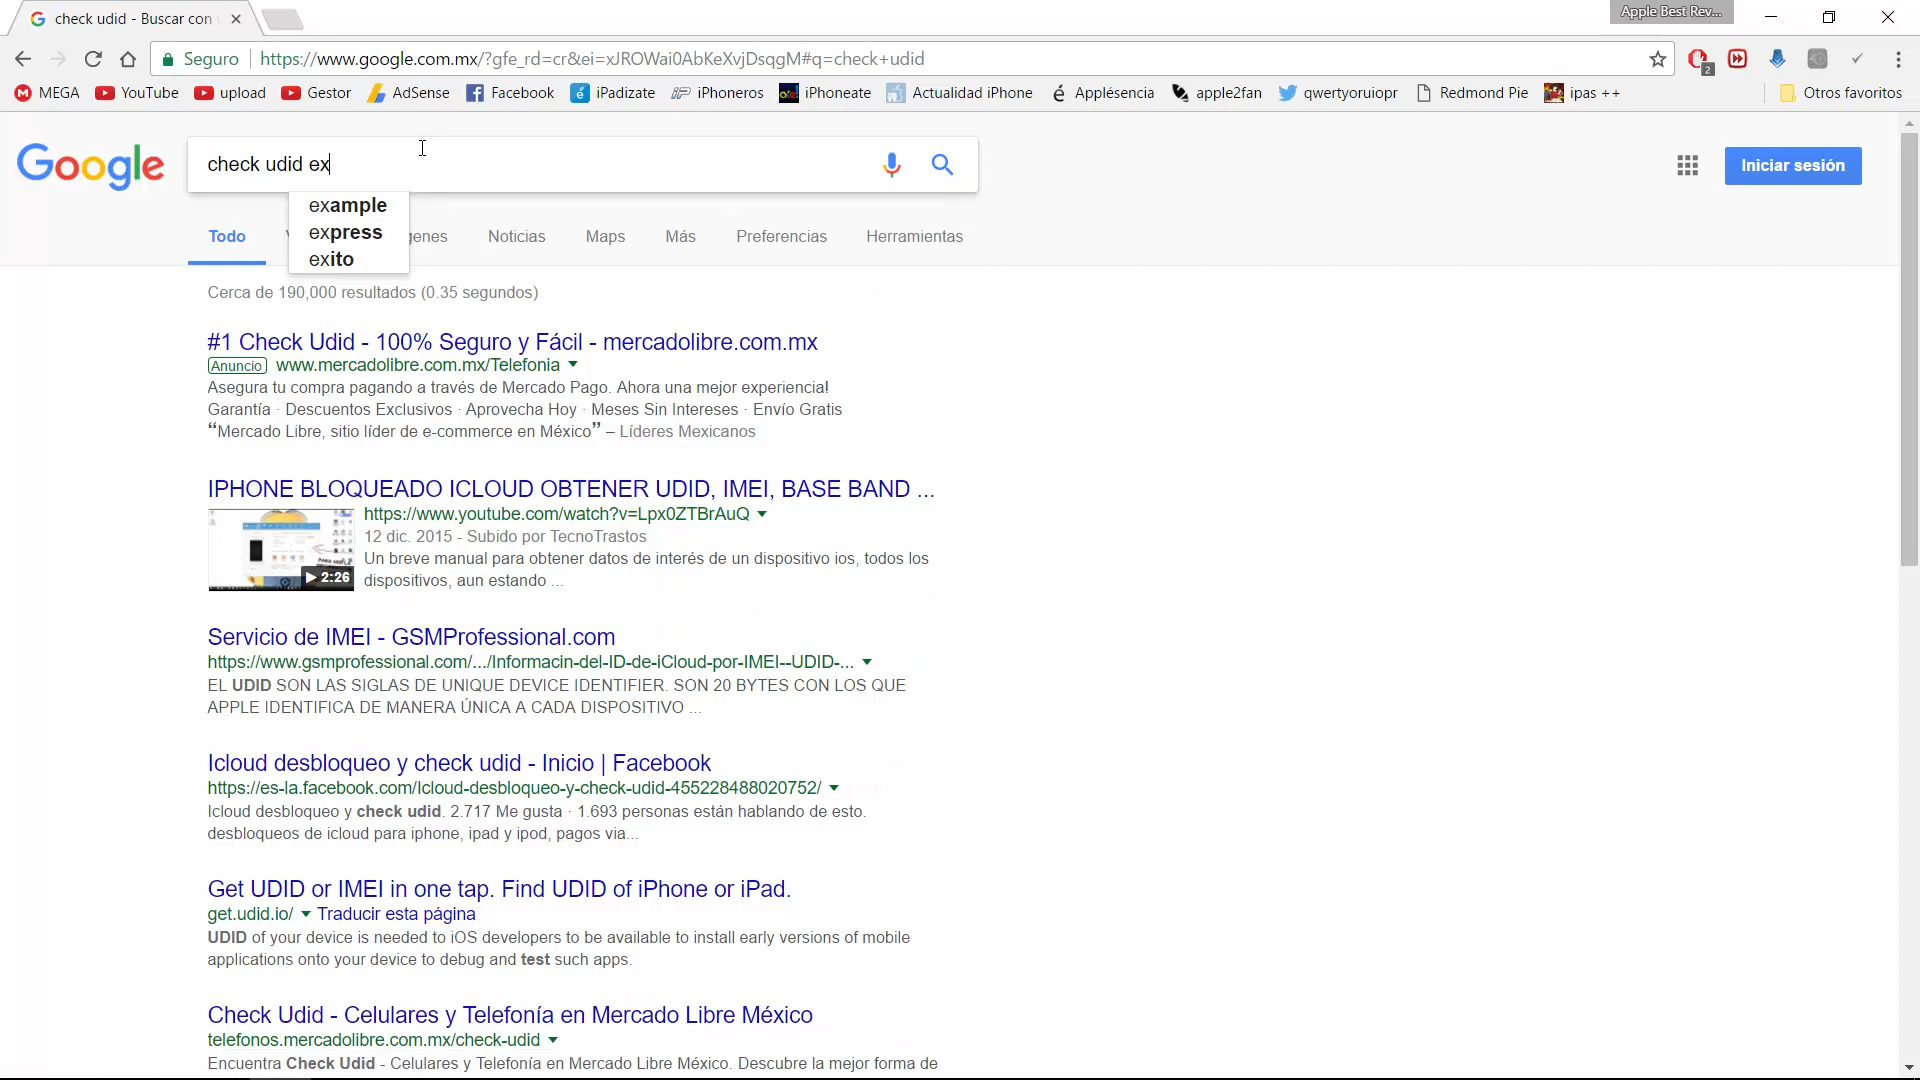 check udid - Buscar con
Apple Best Rev...
Seguro
https://www.google.com.mx/?gfe_rd=cr&ei=xJROWai0AbKeXvjDsqgM#q=check+udid
2
MEGA
YouTube
upload
Gestor
AdSense
Facebook
iPadizate
iPhoneros
iPhoneate
Actualidad iPhone
Applésencia
apple2fan
qwertyoruiopr
Redmond Pie
ipas ++
Otros favoritos
Google
check udid ex
Iniciar sesión
example
express
exito
Todo
genes
Noticias
Maps
Más
Preferencias
Herramientas
Cerca de 190,000 resultados (0.35 segundos)
#1 Check Udid - 100% Seguro y Fácil - mercadolibre.com.mx
Anuncio www.mercadolibre.com.mx/Telefonia
Asegura tu compra pagando a través de Mercado Pago. Ahora una mejor experiencia!
Garantía · Descuentos Exclusivos · Aprovecha Hoy · Meses Sin Intereses · Envío Gratis
“Mercado Libre, sitio líder de e-commerce en México” – Líderes Mexicanos
IPHONE BLOQUEADO ICLOUD OBTENER UDID, IMEI, BASE BAND ...
https://www.youtube.com/watch?v=Lpx0ZTBrAuQ
12 dic. 2015 - Subido por TecnoTrastos
Un breve manual para obtener datos de interés de un dispositivo ios, todos los
dispositivos, aun estando ...
2:26
Servicio de IMEI - GSMProfessional.com
https://www.gsmprofessional.com/.../Informacin-del-ID-de-iCloud-por-IMEI--UDID-...
EL UDID SON LAS SIGLAS DE UNIQUE DEVICE IDENTIFIER. SON 20 BYTES CON LOS QUE
APPLE IDENTIFICA DE MANERA ÚNICA A CADA DISPOSITIVO ...
Icloud desbloqueo y check udid - Inicio | Facebook
https://es-la.facebook.com/Icloud-desbloqueo-y-check-udid-455228488020752/
Icloud desbloqueo y check udid. 2.717 Me gusta · 1.693 personas están hablando de esto.
desbloqueos de icloud para iphone, ipad y ipod, pagos via...
Get UDID or IMEI in one tap. Find UDID of iPhone or iPad.
get.udid.io/ Traducir esta página
UDID of your device is needed to iOS developers to be available to install early versions of mobile
applications onto your device to debug and test such apps.
Check Udid - Celulares y Telefonía en Mercado Libre México
telefonos.mercadolibre.com.mx/check-udid
Encuentra Check Udid - Celulares y Telefonía en Mercado Libre México. Descubre la mejor forma de